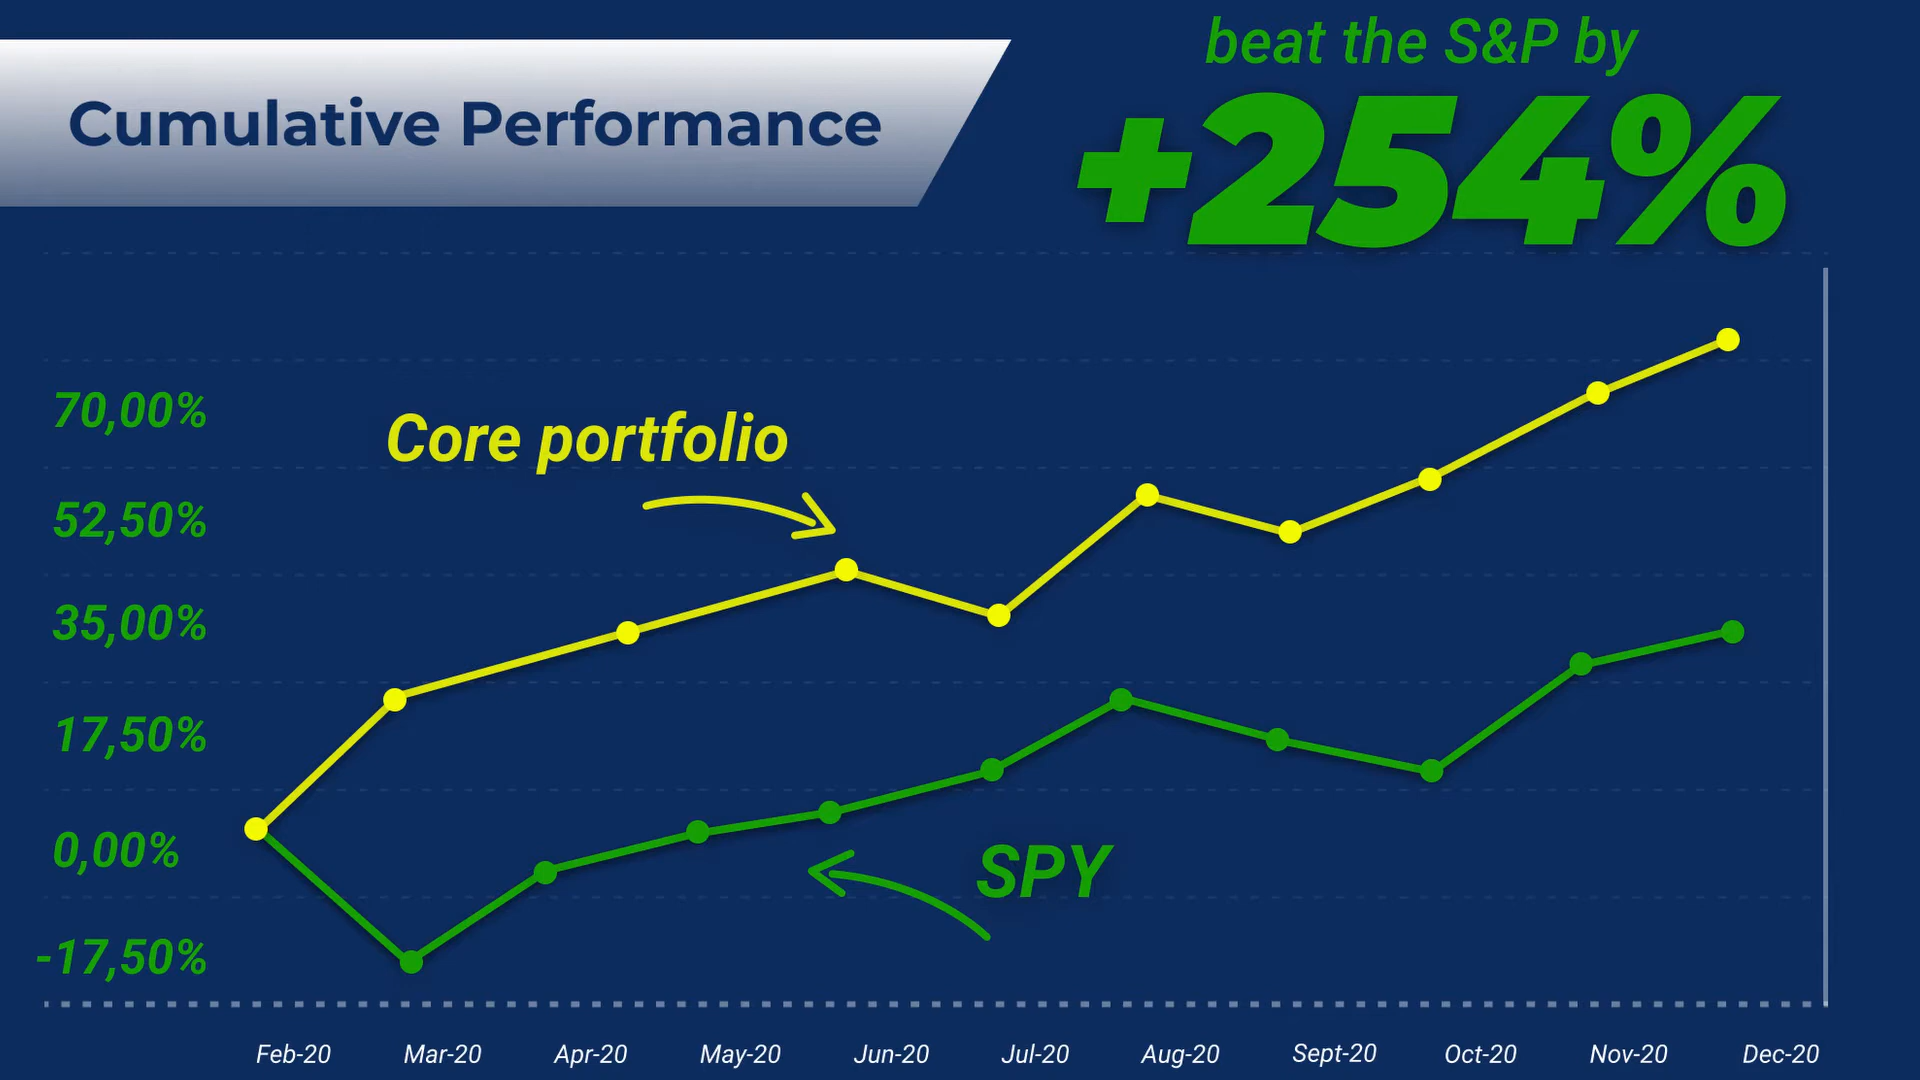 beat the S&P by
Cumulative Performance
+254%
70,00%
Core portfolio
52,50%
35,00%
17,50%
0,00%
SPY
-17,50%
Feb-20 Mar-20 Apr-20 May-20 Jun-20 Jul-20 Aug-20 Sept-20 Oct-20 Nov-20 Dec-20